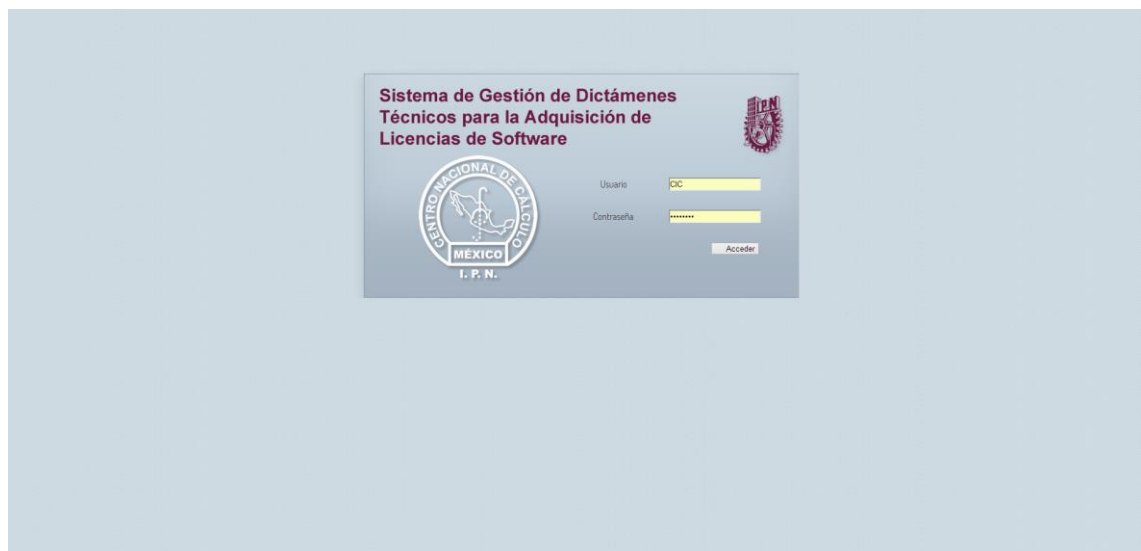 Sistema de Gestión de Dictámenes
Técnicos para la Adquisición de
Licencias de Software
IPN
CENTRO NACIONAL DE CÁLCULO
MÉXICO
I. P. N.
Usuario
CIC
Contraseña
••••••••
Acceder